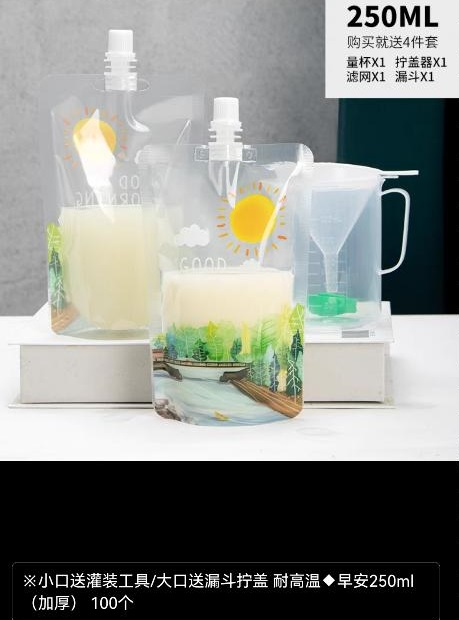 250ML
购买就送4件套
量杯X1 拧盖器X1
滤网X1 漏斗X1
GOOD
※小口送灌装工具/大口送漏斗拧盖 耐高温◆早安250ml
（加厚） 100个